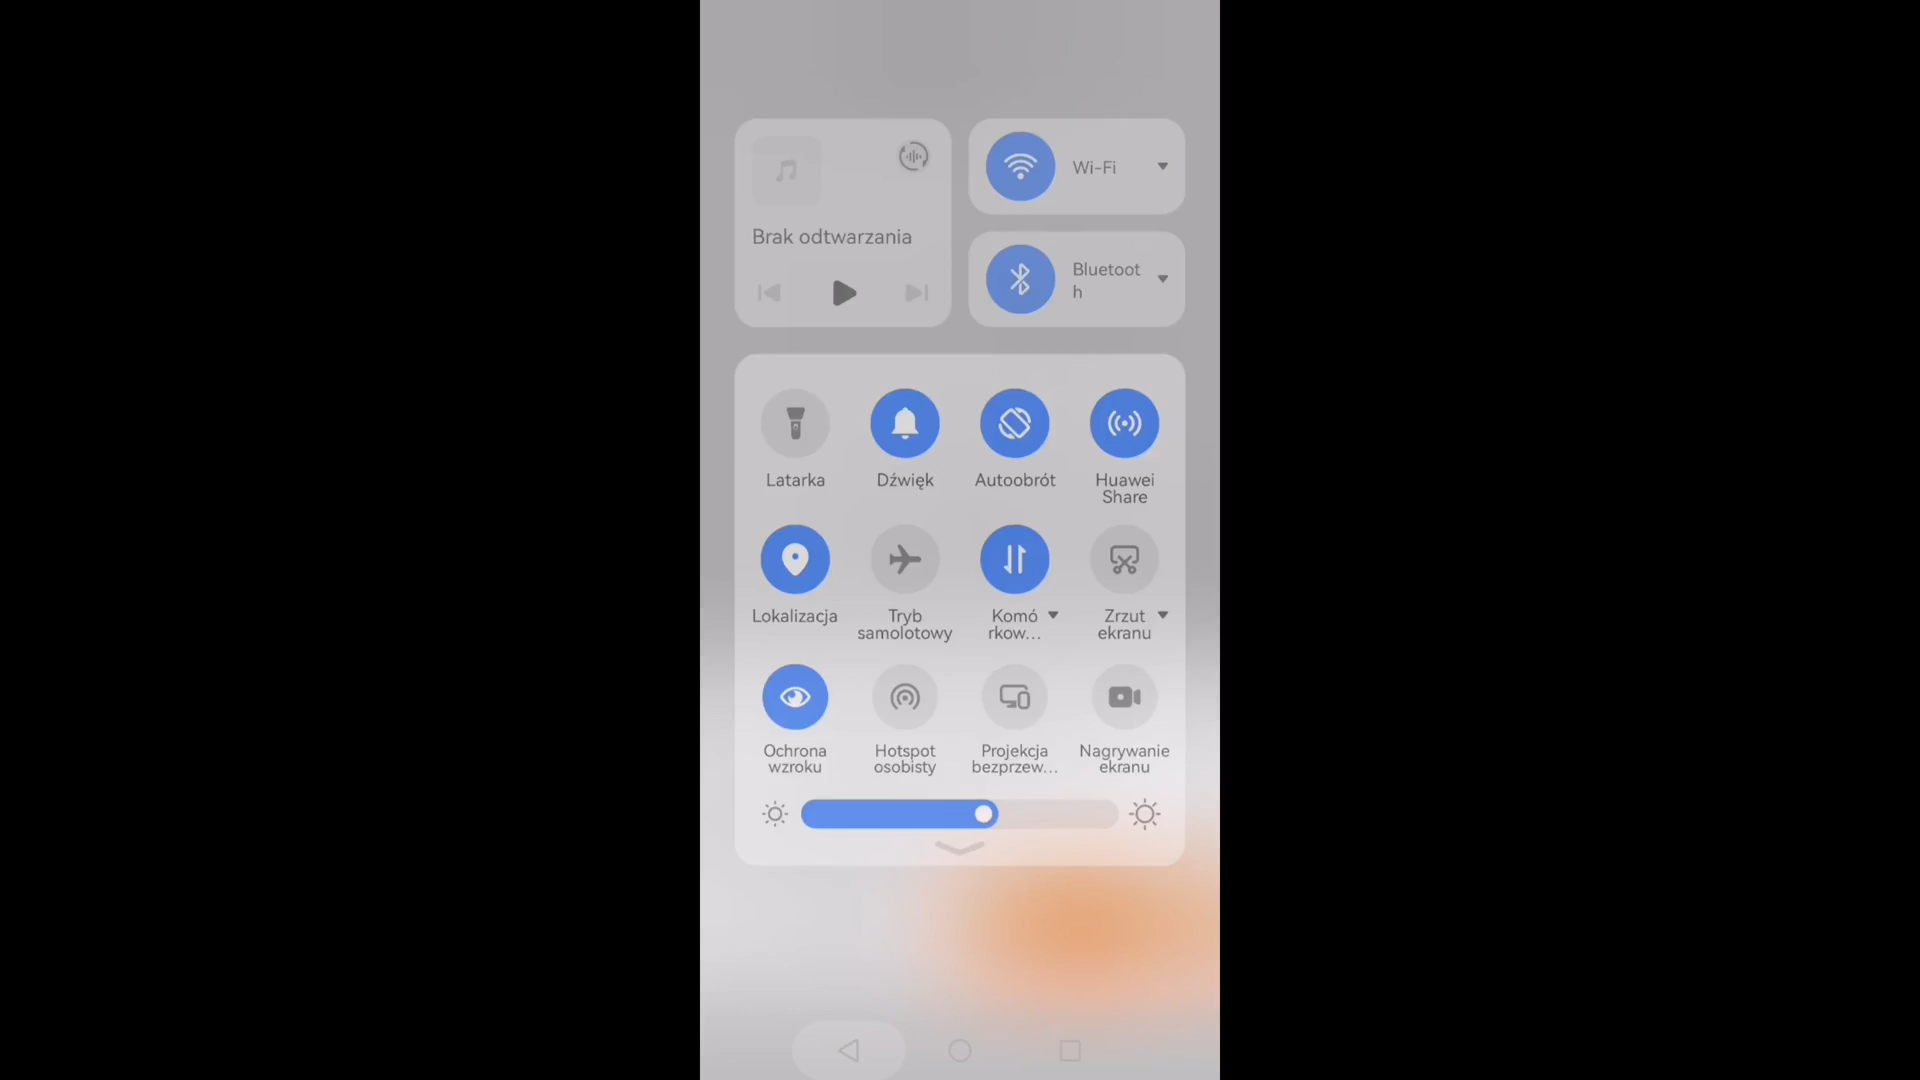 Brak odtwarzania
Wi-Fi
Bluetoot
h
Latarka
Dźwięk
Autoobrót
Huawei
Share
Lokalizacja
Tryb
samolotowy
Komó
rkow...
Zrzut
ekranu
Ochrona
wzroku
Hotspot
osobisty
Projekcja
bezprzew...
Nagrywanie
ekranu